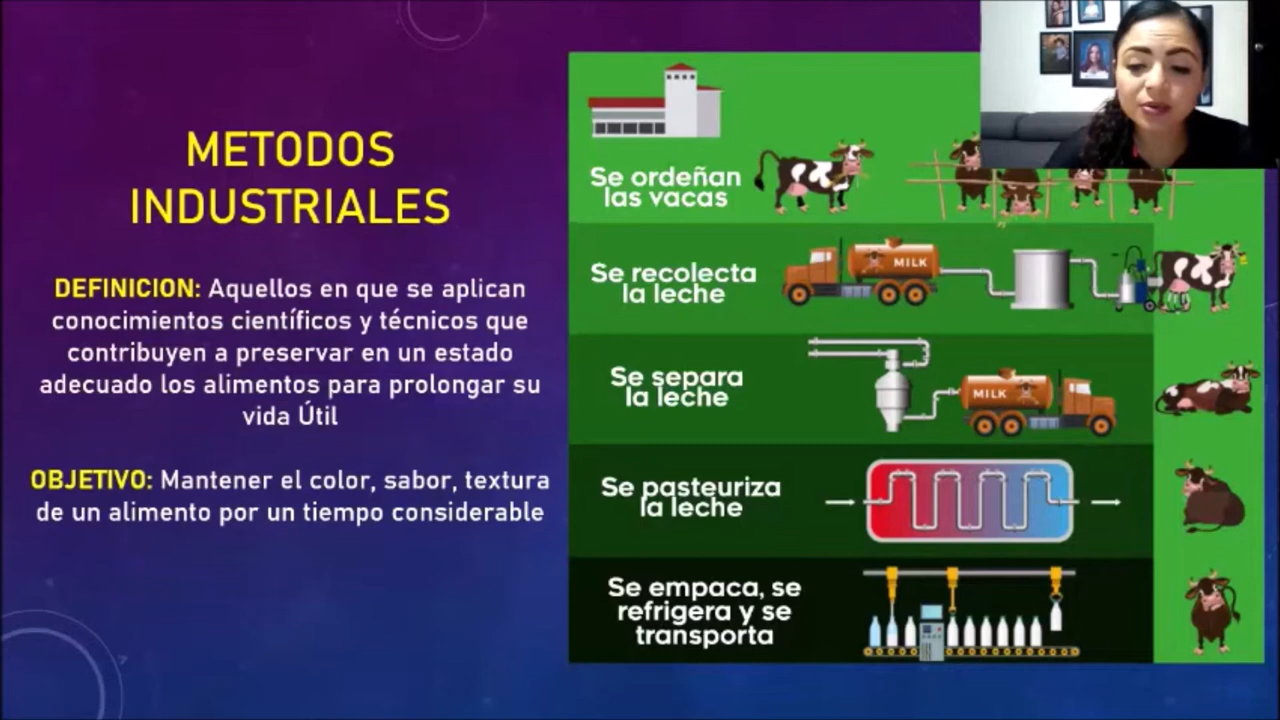 METODOS
INDUSTRIALES
DEFINICION: Aquellos en que se aplican
conocimientos científicos y técnicos que
contribuyen a preservar en un estado
adecuado los alimentos para prolongar su
vida Útil
OBJETIVO: Mantener el color, sabor, textura
de un alimento por un tiempo considerable
Se ordeñan
las vacas
Se recolecta
la leche
MILK
Se separa
la leche
MILK
Se pasteuriza
la leche
Se empaca, se
refrigera y se
transporta